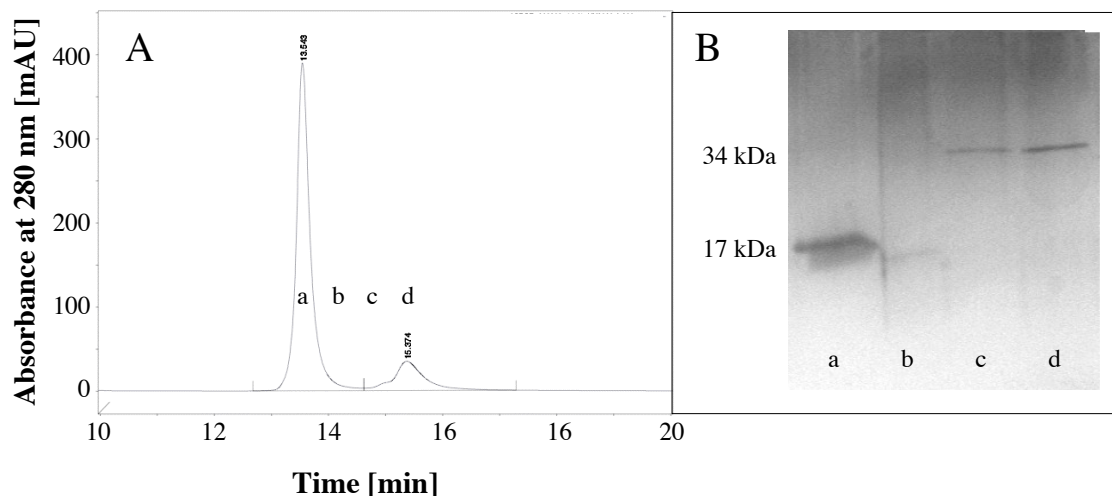 A
Absorbance at 280 nm [mAU]
400
300
200
100
0
13.543
15.374
a b c d
10 12 14 16 16 20
Time [min]
B
34 kDa
17 kDa
a b c d